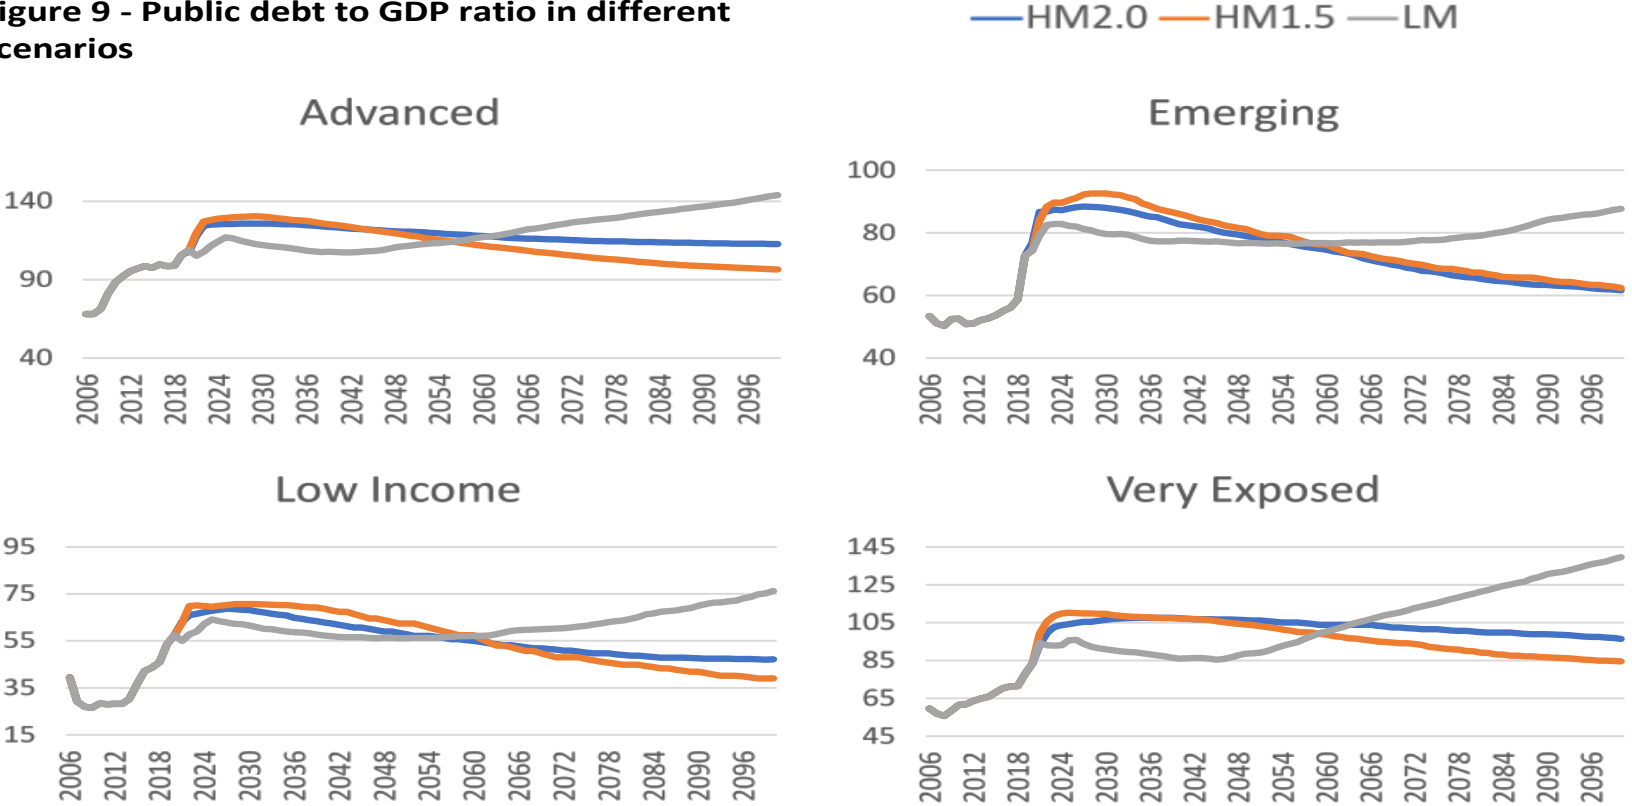 igure 9 - Public debt to GDP ratio in different
cenarios
HM2.0 HM1.5 LM
Advanced
140
90
40
2006 2012 2018 2024 2030 2036 2042 2048 2054 2060 2066 2072 2078 2084 2090 2096
Emerging
100
80
60
40
2006 2012 2018 2024 2030 2036 2042 2048 2054 2060 2066 2072 2078 2084 2090 2096
Low Income
95
75
55
35
15
2006 2012 2018 2024 2030 2036 2042 2048 2054 2060 2066 2072 2078 2084 2090 2096
Very Exposed
145
125
105
85
65
45
2006 2012 2018 2024 2030 2036 2042 2048 2054 2060 2066 2072 2078 2084 2090 2096